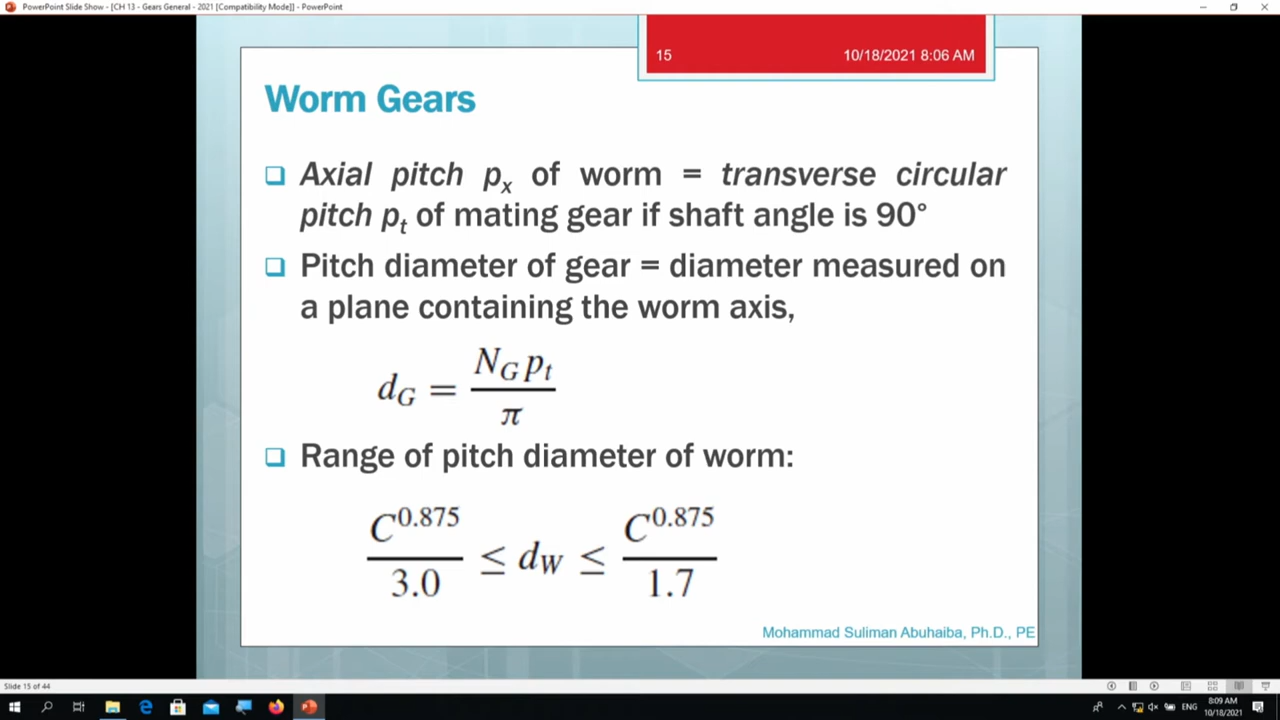 PowerPoint Slide Show - [CH 13 - Gears General - 2021 [Compatibility Mode]] - PowerPoint
15 10/18/2021 8:06 AM
Worm Gears
Axial pitch pₓ of worm = transverse circular
pitch pₜ of mating gear if shaft angle is 90°
Pitch diameter of gear = diameter measured on
a plane containing the worm axis,
d_G = N_G p_t / π
Range of pitch diameter of worm:
C^0.875 / 3.0 ≤ d_W ≤ C^0.875 / 1.7
Mohammad Suliman Abuhaiba, Ph.D., PE
Slide 15 of 44
ENG
8:09 AM
10/18/2021